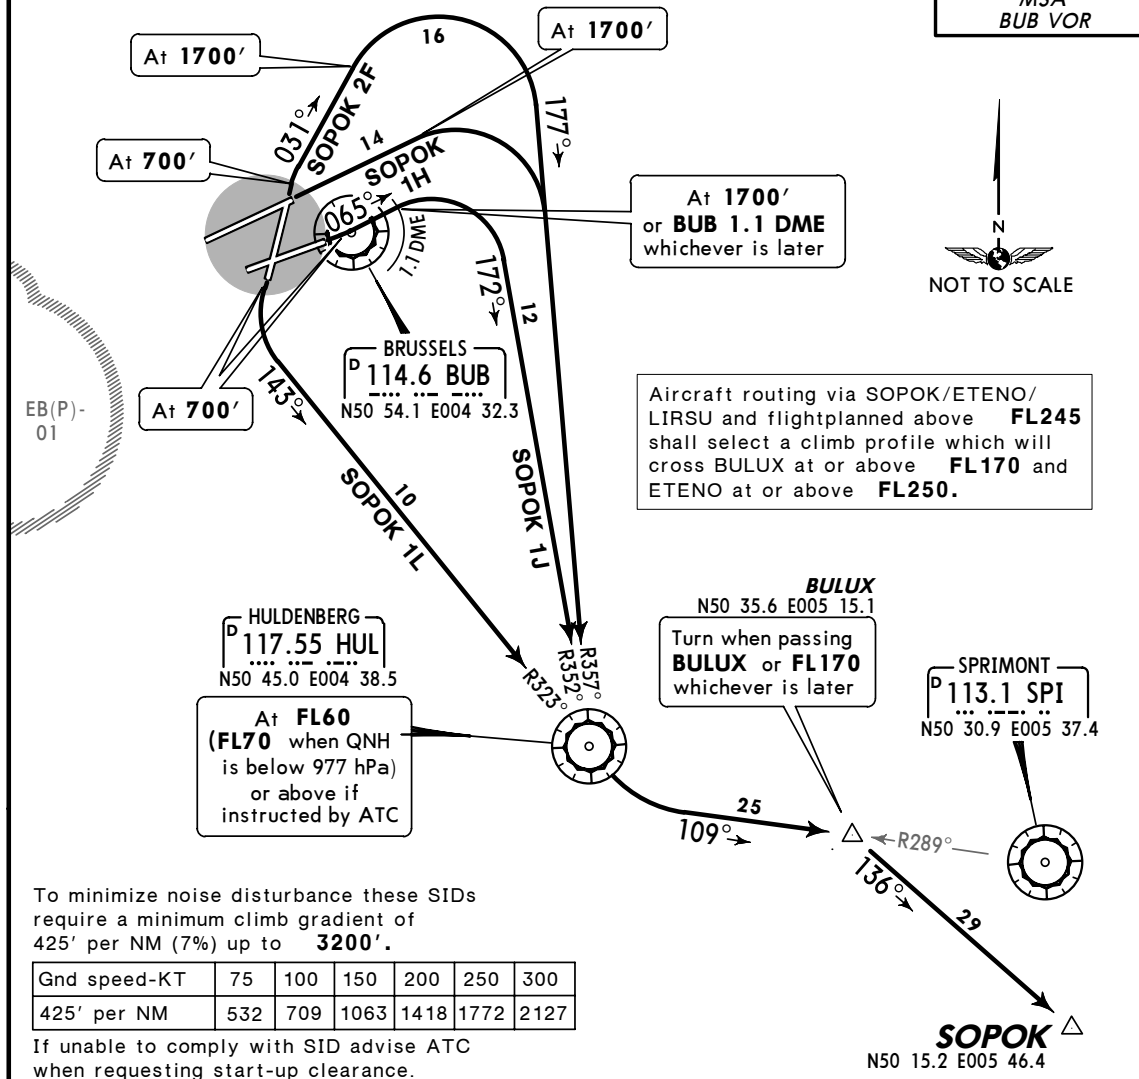 MSA
BUB VOR
At 1700′
16
At 1700′
031°
SOPOK 2F
177°
At 700′
14
SOPOK
1H
065°
1.1 DME
At 1700′
or BUB 1.1 DME
whichever is later
N
NOT TO SCALE
172°
12
BRUSSELS
D 114.6 BUB
N50 54.1 E004 32.3
143°
At 700′
EB(P)-
01
Aircraft routing via SOPOK/ETENO/
LIRSU and flightplanned above FL245
shall select a climb profile which will
cross BULUX at or above FL170 and
ETENO at or above FL250.
10
SOPOK 1L
SOPOK 1J
BULUX
N50 35.6 E005 15.1
HULDENBERG
D 117.55 HUL
N50 45.0 E004 38.5
R323°
R352°
R357°
Turn when passing
BULUX or FL170
whichever is later
SPRIMONT
D 113.1 SPI
N50 30.9 E005 37.4
At FL60
(FL70 when QNH
is below 977 hPa)
or above if
instructed by ATC
25
109°
R289°
136°
29
To minimize noise disturbance these SIDs
require a minimum climb gradient of
425′ per NM (7%) up to 3200′.
Gnd speed-KT 75 100 150 200 250 300
425′ per NM 532 709 1063 1418 1772 2127
If unable to comply with SID advise ATC
when requesting start-up clearance.
SOPOK
N50 15.2 E005 46.4